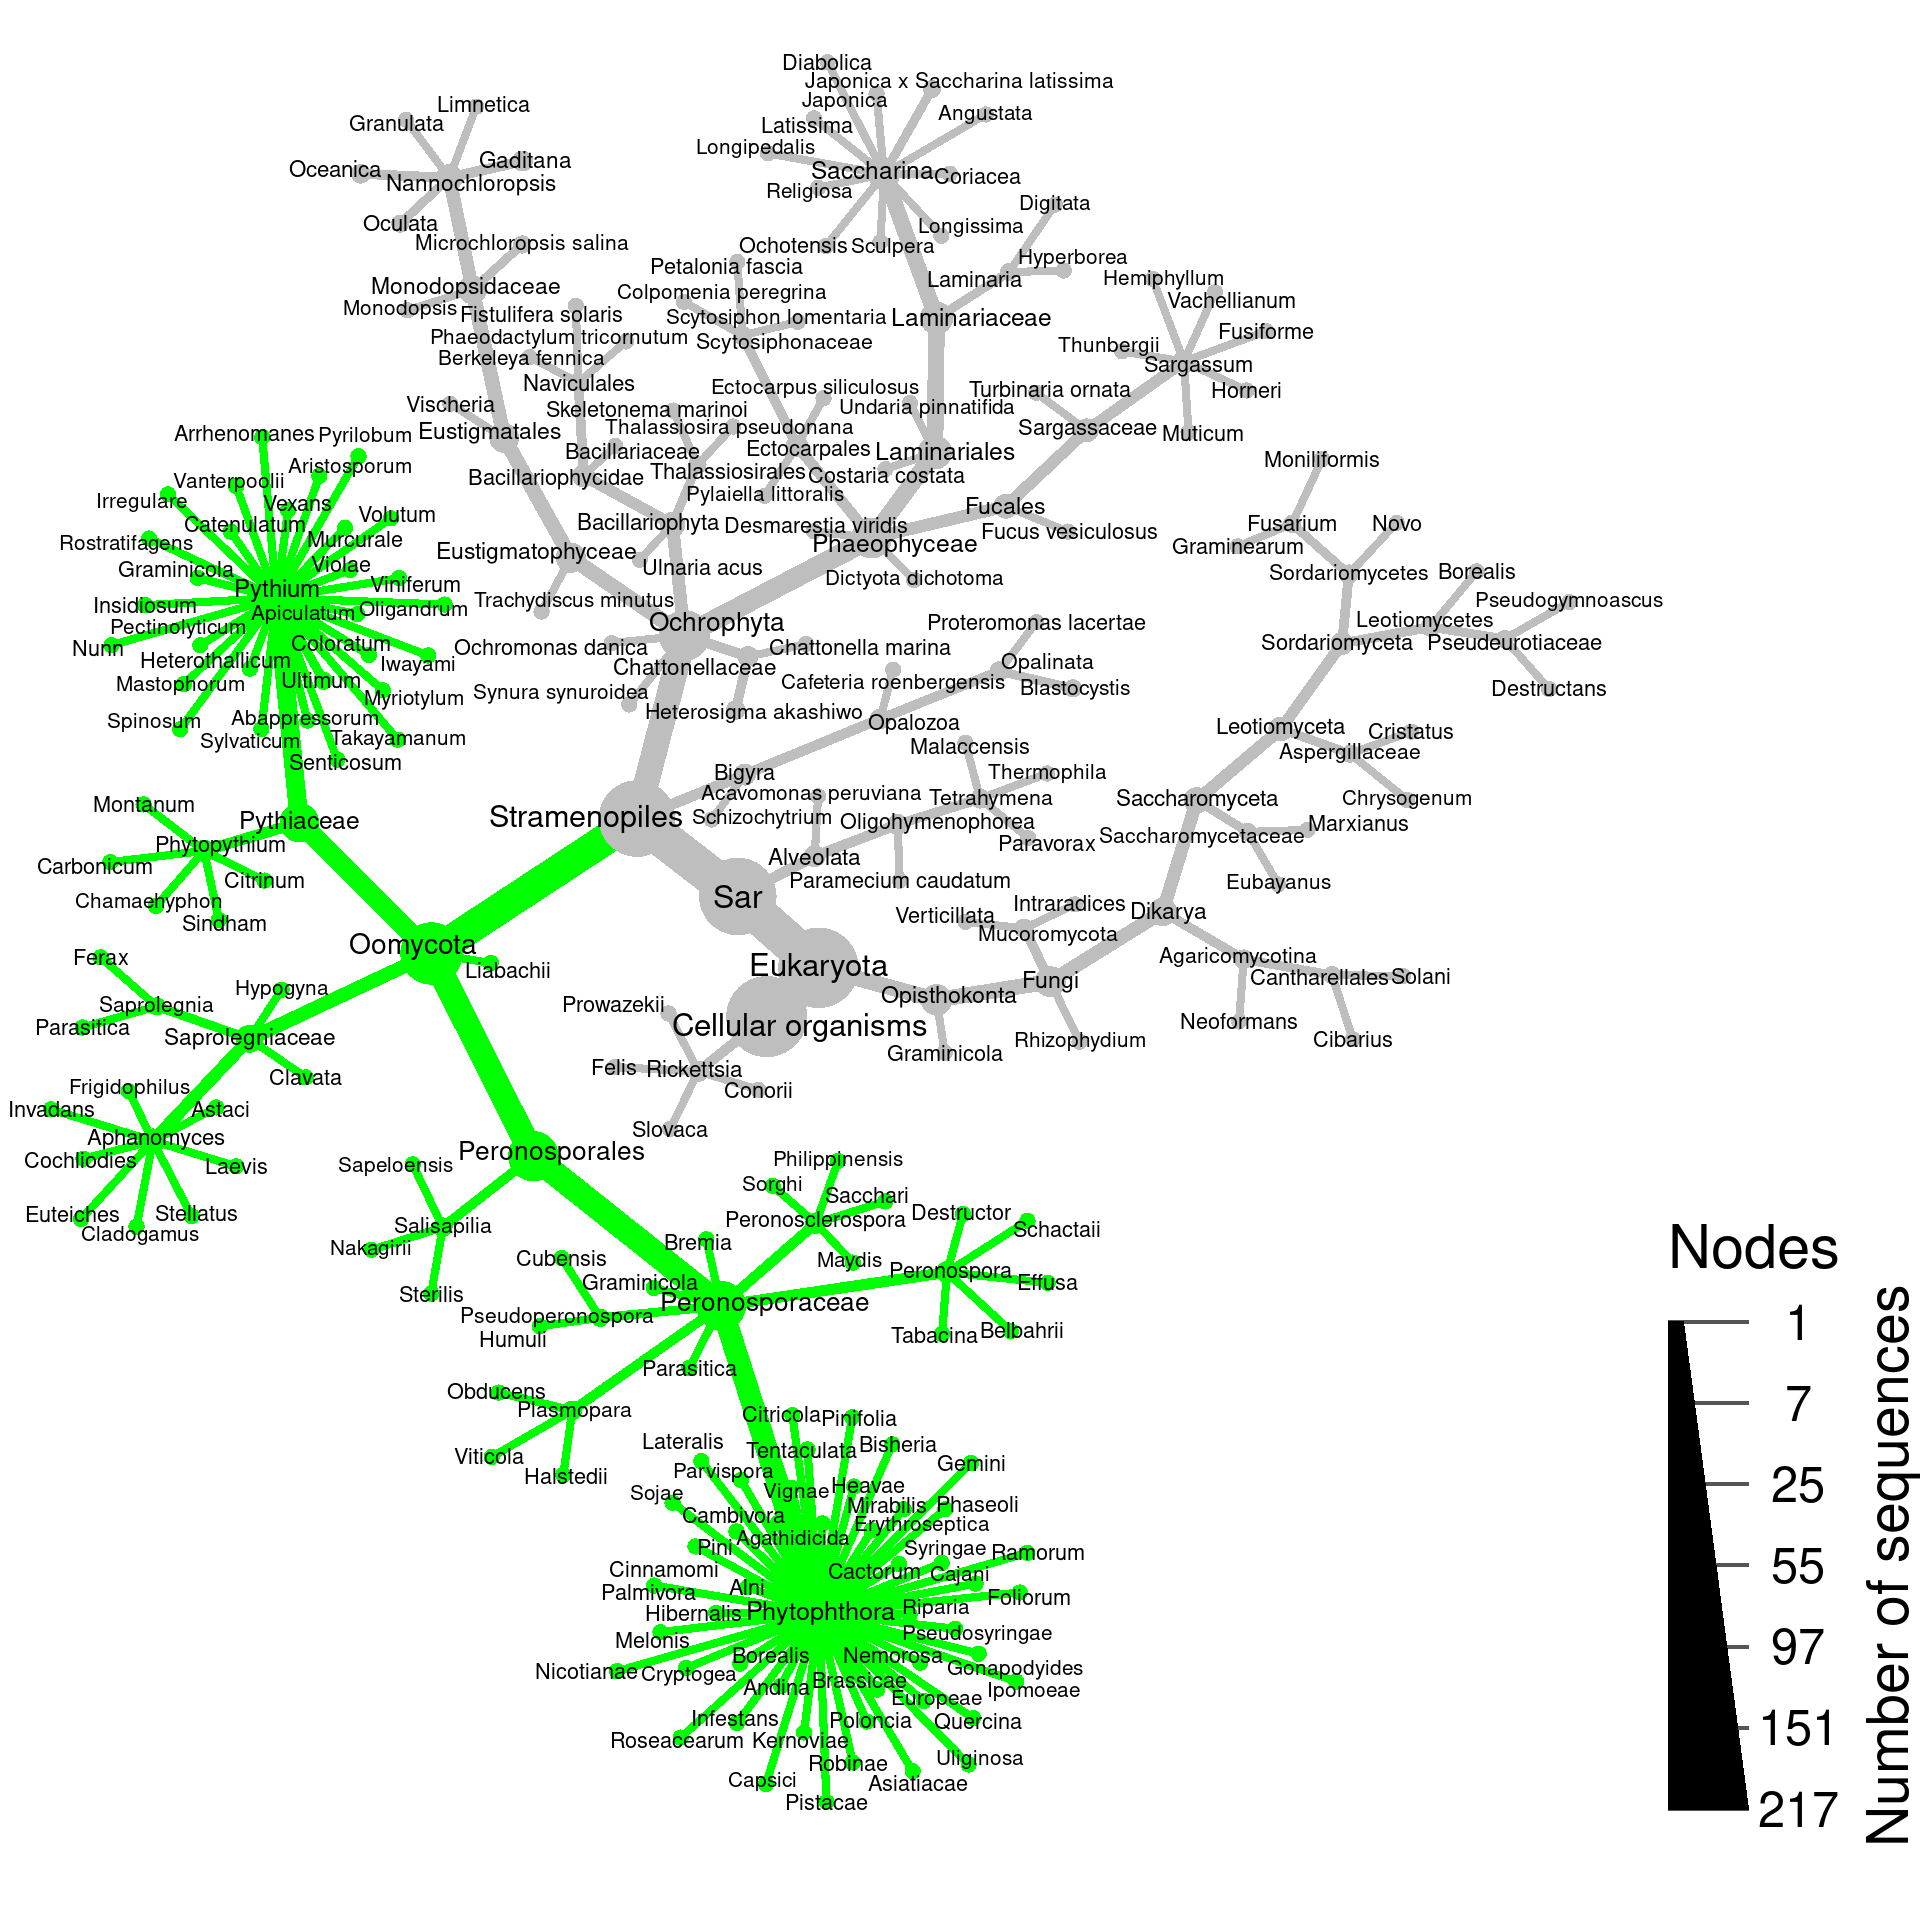 Diabolica
Japonica x Saccharina latissima
Japonica
Angustata
Latissima
Longipedalis
Saccharina
Coriacea
Religiosa
Digitata
Longissima
Ochotensis
Sculpera
Hyperborea
Laminaria
Laminariaceae
Limnetica
Granulata
Gaditana
Oceanica
Nannochloropsis
Oculata
Microchloropsis salina
Monodopsidaceae
Monodopsis
Petalonia fascia
Colpomenia peregrina
Scytosiphon lomentaria
Scytosiphonaceae
Fistulifera solaris
Phaeodactylum tricornutum
Berkeleya fennica
Naviculales
Hemiphyllum
Vachellianum
Fusiforme
Thunbergii
Sargassum
Horneri
Muticum
Turbinaria ornata
Sargassaceae
Ectocarpus siliculosus
Undaria pinnatifida
Vischeria
Eustigmatales
Skeletonema marinoi
Thalassiosira pseudonana
Bacillariaceae
Ectocarpales
Laminariales
Bacillariophycidae
Thalassiosirales
Costaria costata
Pylaiella littoralis
Fucales
Bacillariophyta
Desmarestia viridis
Fucus vesiculosus
Phaeophyceae
Eustigmatophyceae
Ulnaria acus
Dictyota dichotoma
Trachydiscus minutus
Ochrophyta
Ochromonas danica
Chattonella marina
Chattonellaceae
Synura synuroidea
Heterosigma akashiwo
Proteromonas lacertae
Opalinata
Cafeteria roenbergensis
Blastocystis
Opalozoa
Bigyra
Schizochytrium
Stramenopiles
Malaccensis
Thermophila
Acavomonas peruviana
Tetrahymena
Oligohymenophorea
Paravorax
Alveolata
Paramecium caudatum
Sar
Eukaryota
Cellular organisms
Prowazekii
Felis
Rickettsia
Conorii
Slovaca
Opisthokonta
Graminicola
Fungi
Rhizophydium
Verticillata
Intraradices
Mucoromycota
Dikarya
Agaricomycotina
Cantharellales
Solani
Neoformans
Cibarius
Saccharomyceta
Saccharomycetaceae
Marxianus
Eubayanus
Leotiomyceta
Cristatus
Aspergillaceae
Chrysogenum
Moniliformis
Fusarium
Novo
Graminearum
Sordariomycetes
Borealis
Pseudogymnoascus
Leotiomycetes
Sordariomyceta
Pseudeurotiaceae
Destructans
Arrhenomanes
Pyrilobum
Aristosporum
Vanterpoolii
Irregulare
Vexans
Volutum
Catenulatum
Murcurale
Rostratifagens
Violae
Graminicola
Viniferum
Pythium
Insidiosum
Apiculatum
Oligandrum
Pectinolyticum
Nunn
Coloratum
Heterothallicum
Iwayami
Mastophorum
Ultimum
Myriotylum
Spinosum
Abappressorum
Sylvaticum
Takayamanum
Senticosum
Montanum
Pythiaceae
Phytopythium
Carbonicum
Citrinum
Chamaehyphon
Sindham
Oomycota
Liabachii
Ferax
Hypogyna
Saprolegnia
Parasitica
Saprolegniaceae
Clavata
Frigidophilus
Invadans
Astaci
Aphanomyces
Cochliodies
Laevis
Euteiches
Stellatus
Cladogamus
Peronosporales
Sapeloensis
Salisapilia
Nakagirii
Sterilis
Philippinensis
Sorghi
Sacchari
Peronosclerospora
Maydis
Destructor
Schactaii
Peronospora
Effusa
Tabacina
Belbahrii
Bremia
Cubensis
Graminicola
Peronosporaceae
Pseudoperonospora
Humuli
Parasitica
Obducens
Plasmopara
Viticola
Halstedii
Citricola
Pinifolia
Lateralis
Tentaculata
Bisheria
Parvispora
Gemini
Sojae
Vignae
Heavae
Mirabilis
Phaseoli
Cambivora
Erythroseptica
Agathidicida
Pini
Syringae
Ramorum
Cinnamomi
Cactorum
Cajani
Palmivora
Alni
Foliorum
Hibernalis
Phytophthora
Riparia
Melonis
Pseudosyringae
Borealis
Nemorosa
Nicotianae
Cryptogea
Gonapodyides
Andina
Brassicae
Ipomoeae
Europeae
Infestans
Poloncia
Quercina
Roseacearum
Kernoviae
Robinae
Uliginosa
Capsici
Asiatiacae
Pistacae
Nodes
1
7
25
55
97
151
217
Number of sequences